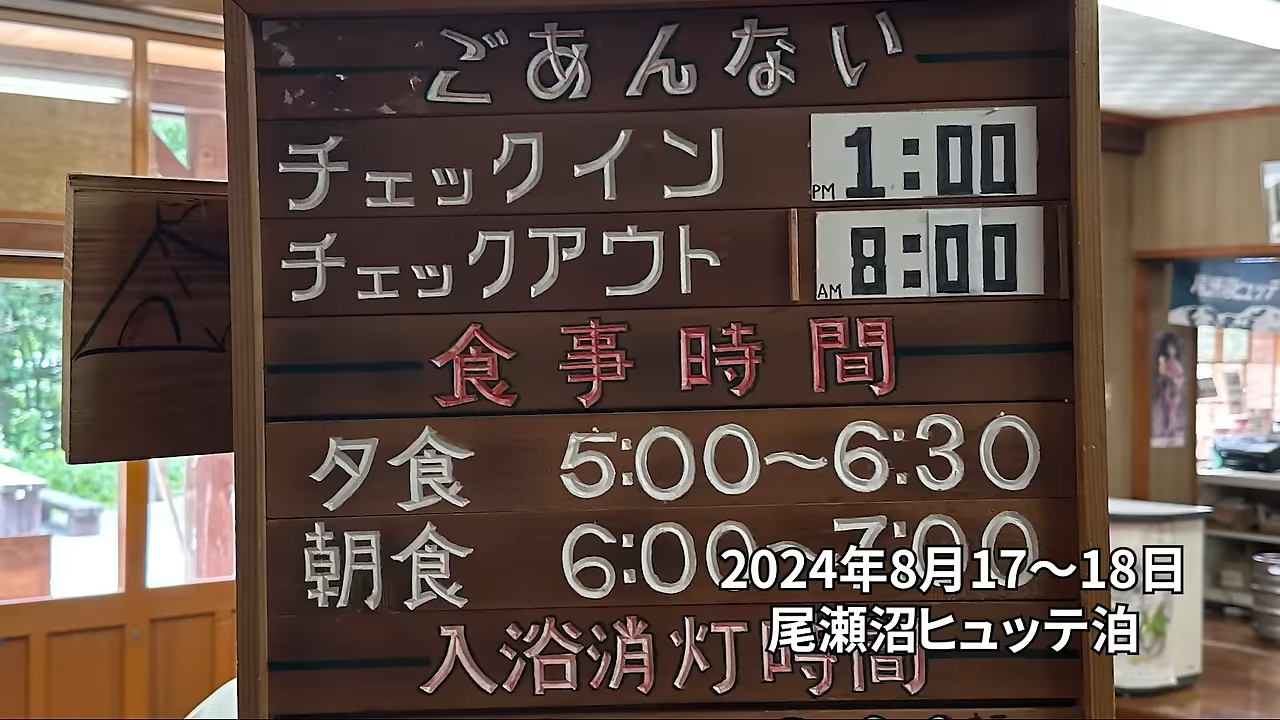 ごあんない
チェックイン PM 1:00
チェックアウト AM 8:00
食事時間
夕食 5:00～6:30
朝食 6:00～7:00
入浴消灯時間
2024年8月17～18日
尾瀬沼ヒュッテ泊